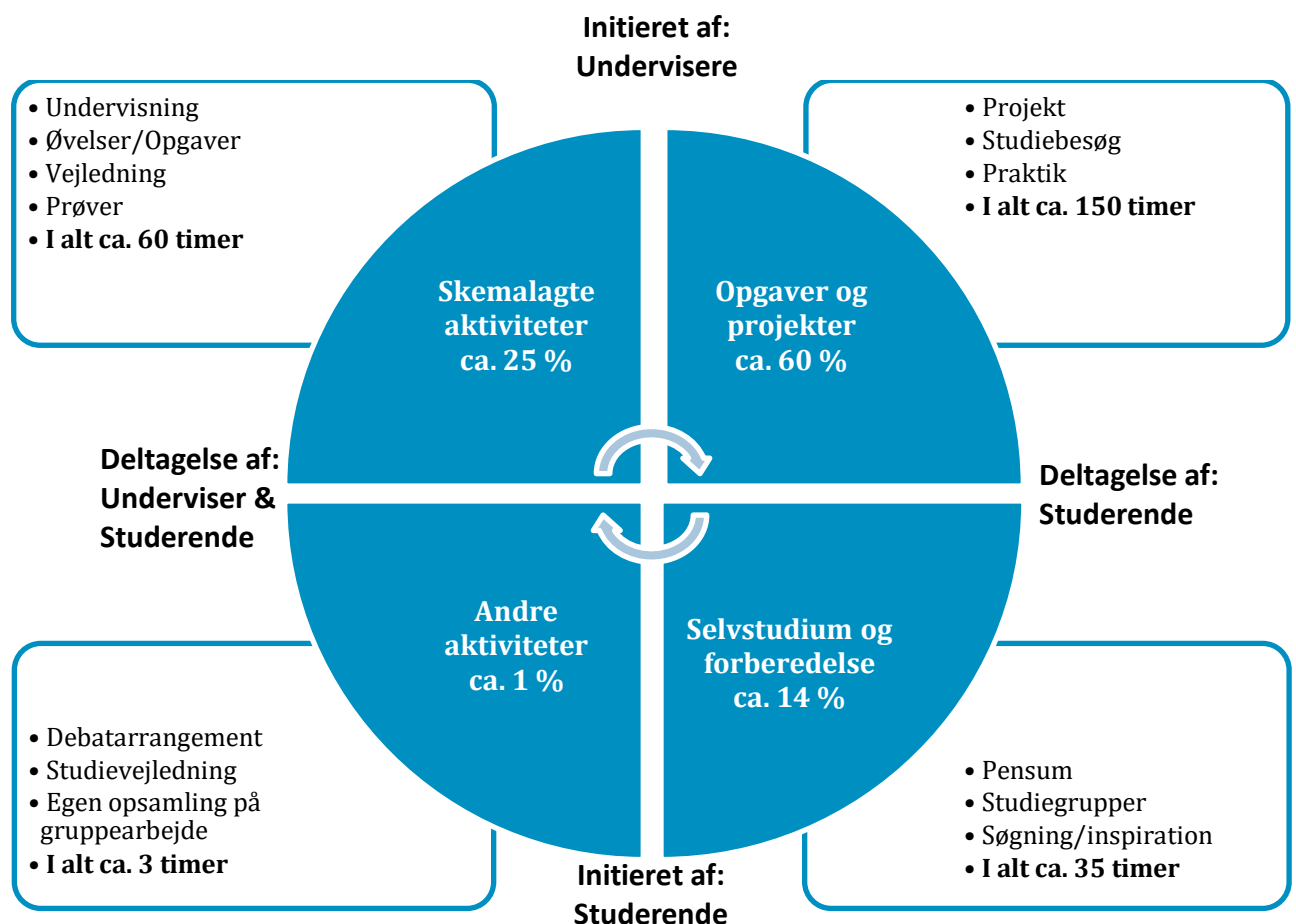 Initieret af:
Undervisere
• Undervisning
• Øvelser/Opgaver
• Vejledning
• Prøver
• I alt ca. 60 timer
• Projekt
• Studiebesøg
• Praktik
• I alt ca. 150 timer
Skemalagte
aktiviteter
ca. 25 %
Opgaver og
projekter
ca. 60 %
Deltagelse af:
Underviser &
Studerende
Deltagelse af:
Studerende
Andre
aktiviteter
ca. 1 %
Selvstudium og
forberedelse
ca. 14 %
• Debatarrangement
• Studievejledning
• Egen opsamling på
gruppearbejde
• I alt ca. 3 timer
• Pensum
• Studiegrupper
• Søgning/inspiration
• I alt ca. 35 timer
Initieret af:
Studerende